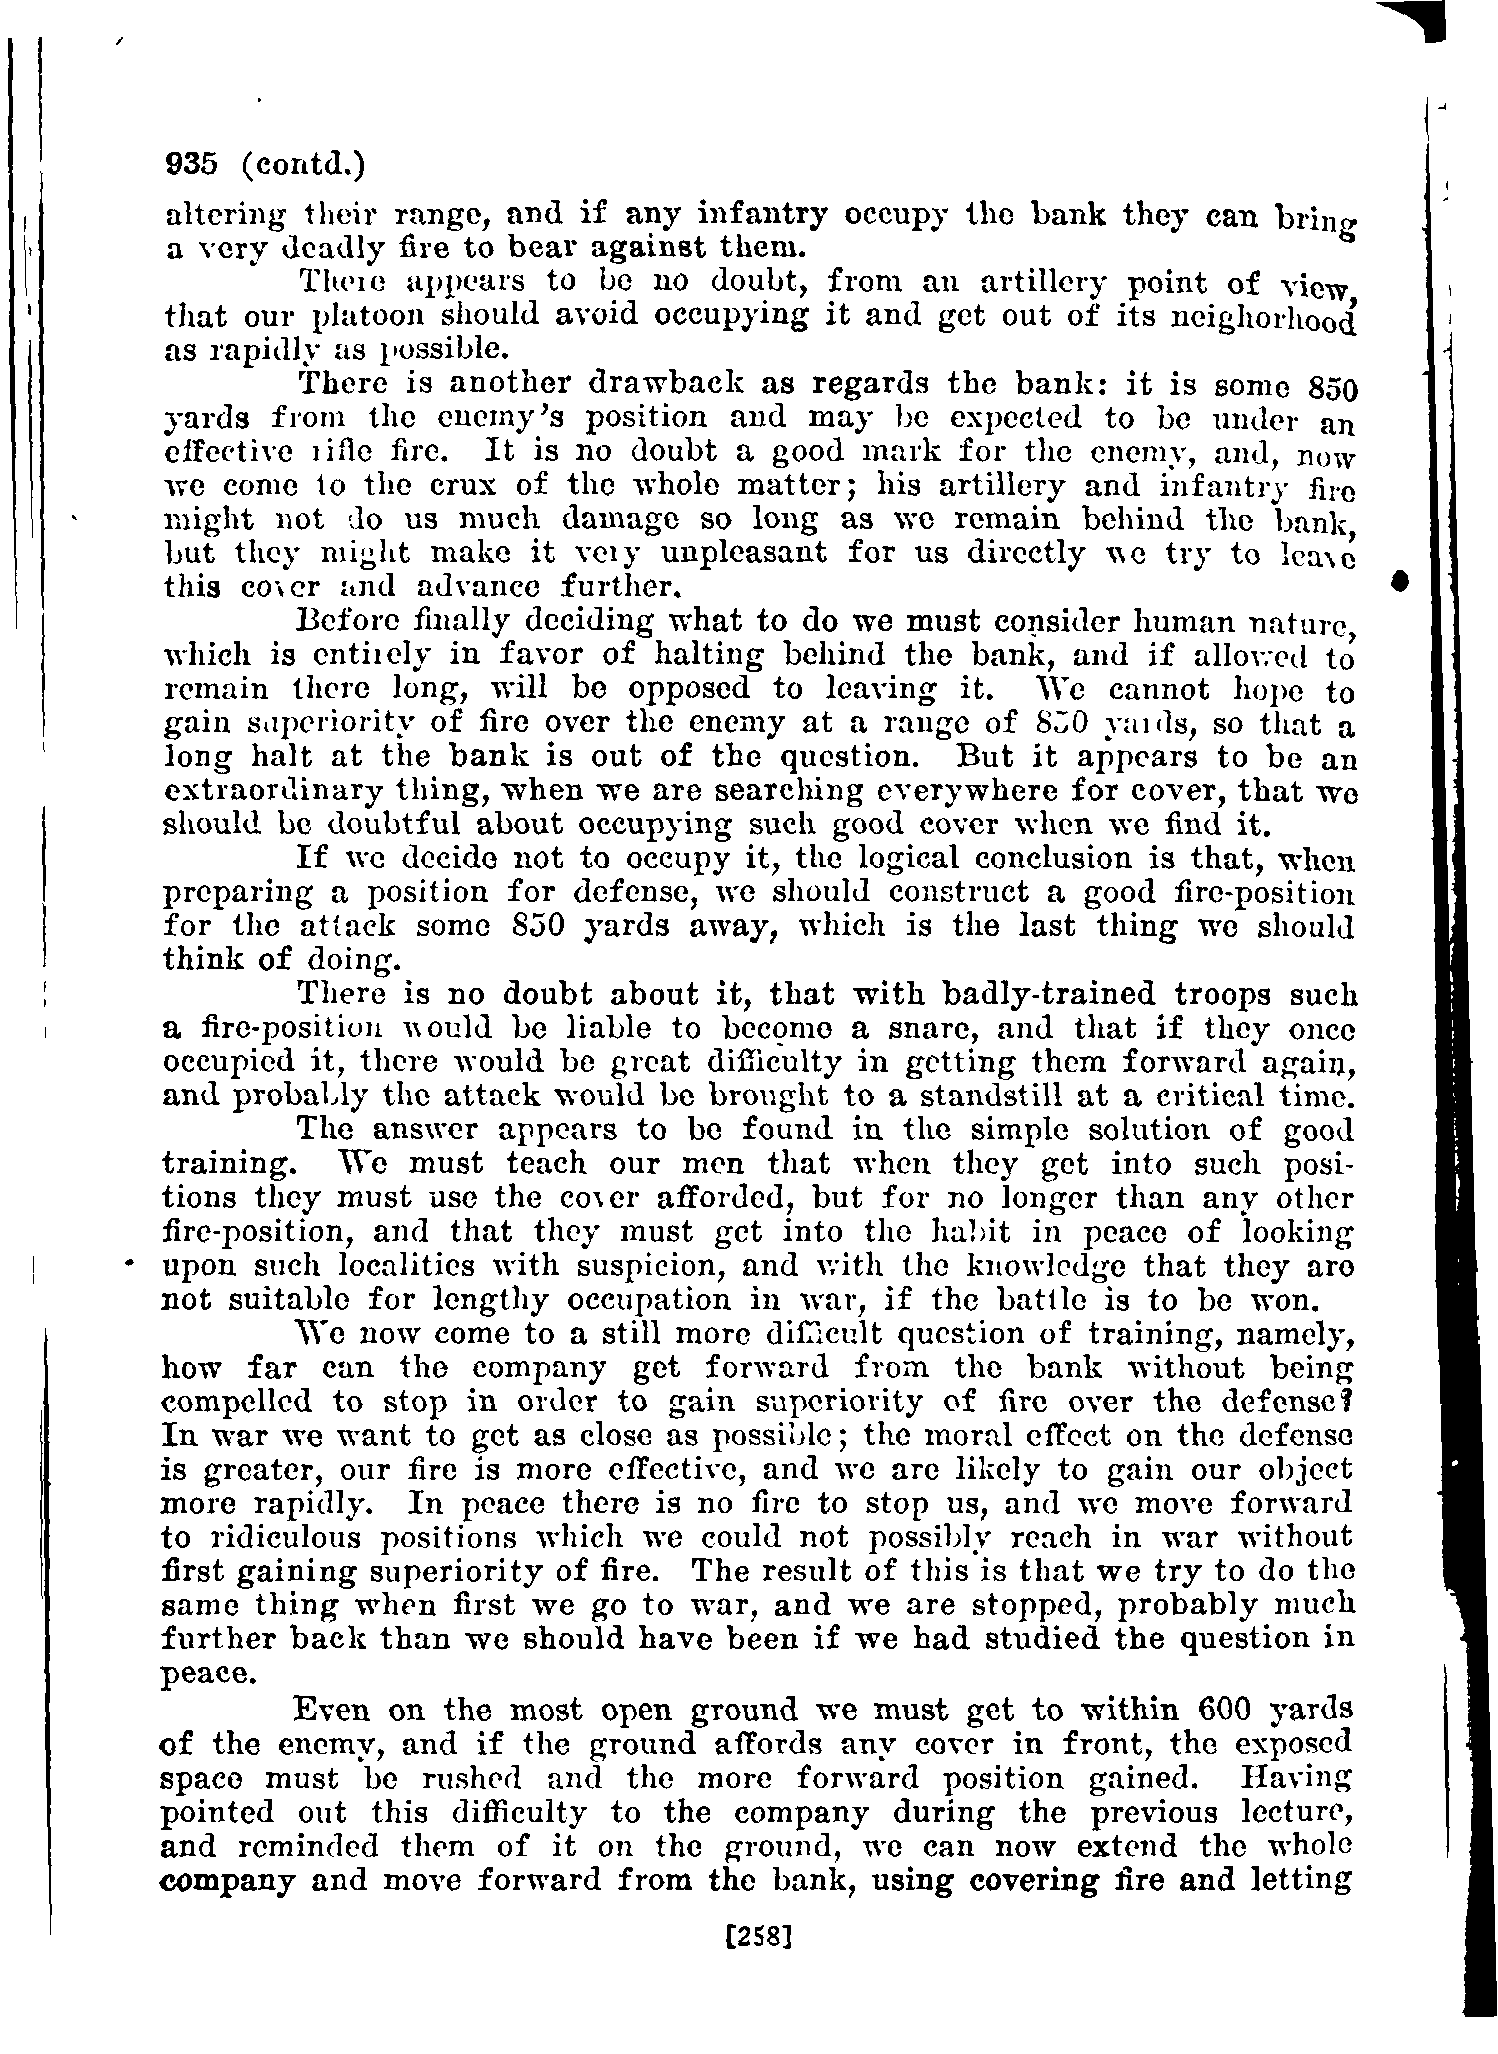 935 (contd.)
altering their range, and if any infantry occupy the bank they can bring
a very deadly fire to bear against them.
There appears to be no doubt, from an artillery point of view,
that our platoon should avoid occupying it and get out of its neighorhood
as rapidly as possible.
There is another drawback as regards the bank: it is some 850
yards from the enemy's position and may be expected to be under an
effective rifle fire. It is no doubt a good mark for the enemy, and, now
we come to the crux of the whole matter; his artillery and infantry fire
might not do us much damage so long as we remain behind the bank,
but they might make it very unpleasant for us directly we try to leave
this cover and advance further.
Before finally deciding what to do we must consider human nature,
which is entirely in favor of halting behind the bank, and if allowed to
remain there long, will be opposed to leaving it. We cannot hope to
gain superiority of fire over the enemy at a range of 850 yards, so that a
long halt at the bank is out of the question. But it appears to be an
extraordinary thing, when we are searching everywhere for cover, that we
should be doubtful about occupying such good cover when we find it.
If we decide not to occupy it, the logical conclusion is that, when
preparing a position for defense, we should construct a good fire-position
for the attack some 850 yards away, which is the last thing we should
think of doing.
There is no doubt about it, that with badly-trained troops such
a fire-position would be liable to become a snare, and that if they once
occupied it, there would be great difficulty in getting them forward again,
and probably the attack would be brought to a standstill at a critical time.
The answer appears to be found in the simple solution of good
training. We must teach our men that when they get into such posi-
tions they must use the cover afforded, but for no longer than any other
fire-position, and that they must get into the habit in peace of looking
upon such localities with suspicion, and with the knowledge that they are
not suitable for lengthy occupation in war, if the battle is to be won.
We now come to a still more difficult question of training, namely,
how far can the company get forward from the bank without being
compelled to stop in order to gain superiority of fire over the defense?
In war we want to get as close as possible; the moral effect on the defense
is greater, our fire is more effective, and we are likely to gain our object
more rapidly. In peace there is no fire to stop us, and we move forward
to ridiculous positions which we could not possibly reach in war without
first gaining superiority of fire. The result of this is that we try to do the
same thing when first we go to war, and we are stopped, probably much
further back than we should have been if we had studied the question in
peace.
Even on the most open ground we must get to within 600 yards
of the enemy, and if the ground affords any cover in front, the exposed
space must be rushed and the more forward position gained. Having
pointed out this difficulty to the company during the previous lecture,
and reminded them of it on the ground, we can now extend the whole
company and move forward from the bank, using covering fire and letting
[258]